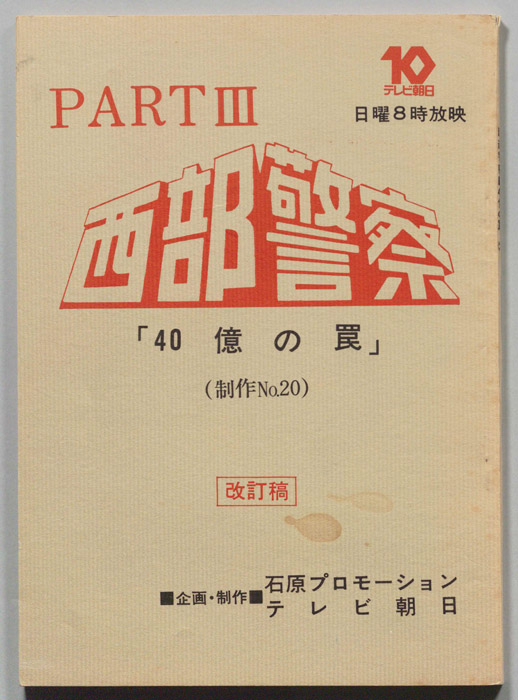 10
テレビ朝日
日曜8時放映
PART III
西部警察
「40億の罠」
(制作No.20)
改訂稿
■企画・制作■石原プロモーション
テレビ朝日